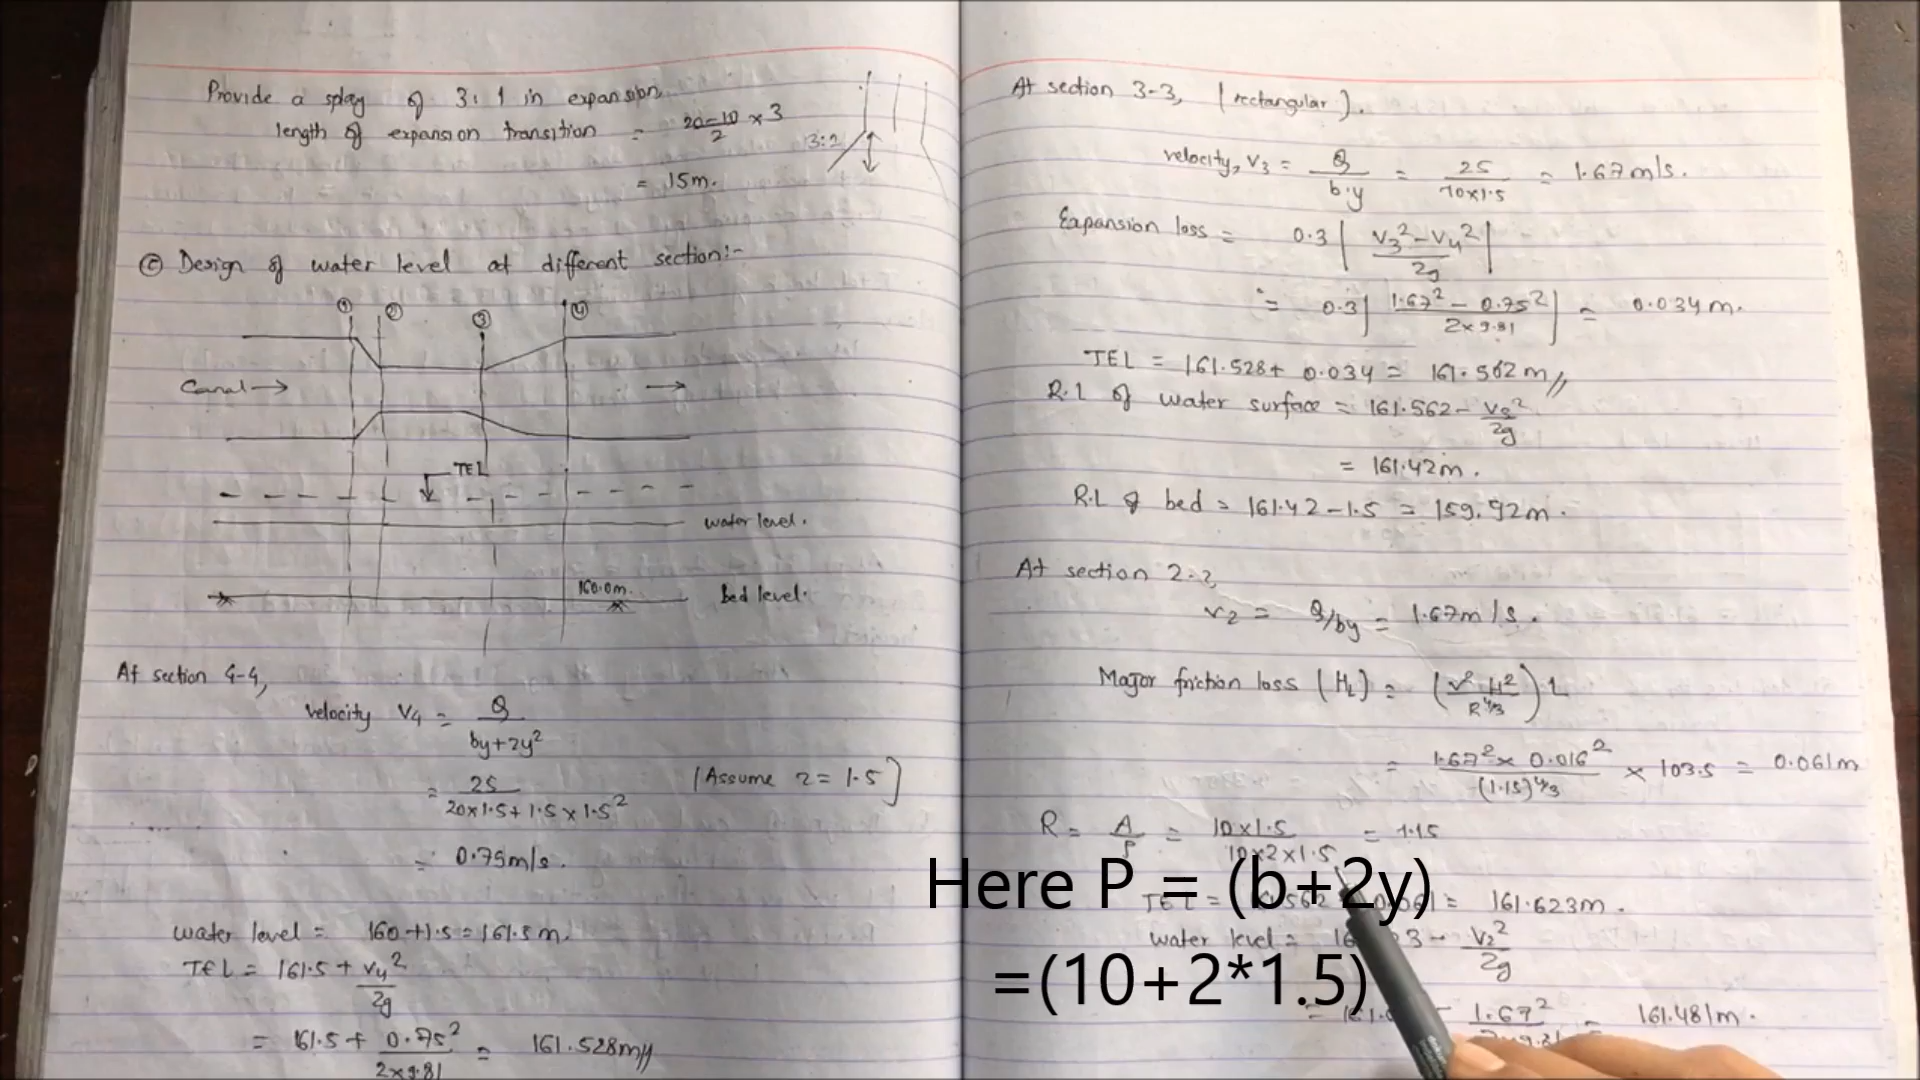 Provide a splay of 3:1 in expansion
length of expansion transition = 20-10/2 × 3
3:2
= 15m.
© Design of water level at different section:-
① ② ③ ④
Canal →
TEL
water level.
160.0m. Bed level.
At section 4-4,
velocity V4 = Q/by+zy²
= 25/20×1.5+1.5×1.5² (Assume z = 1.5)
= 0.75m/s.
water level = 160+1.5 = 161.5m.
TEL = 161.5 + V4²/2g
= 161.5 + 0.75²/2×9.81 = 161.528m//
At section 3-3, (rectangular).
velocity, V3 = Q/b.y = 25/10×1.5 = 1.67m/s.
Expansion loss = 0.3 | V3²-V4²/2g |
= 0.3 | 1.67² - 0.75²/2×9.81 | = 0.034m.
TEL = 161.528+ 0.034 = 161.562m//
R.L of water surface = 161.562 - V3²/2g
= 161.42m.
R.L of bed = 161.42-1.5 = 159.92m.
At section 2-2,
V2 = Q/by = 1.67m/s.
Major friction loss (HL) = (V² μ²/R^4/3) L
= 1.67² × 0.016²/(1.15)^4/3 × 103.5 = 0.061m
R = A/P = 10×1.5/10×2×1.5 = 1.15
Here P = (b+2y)
TEL = 161.623m.
water level = V2²/2g
=(10+2*1.5)
1.67² = 161.481m.